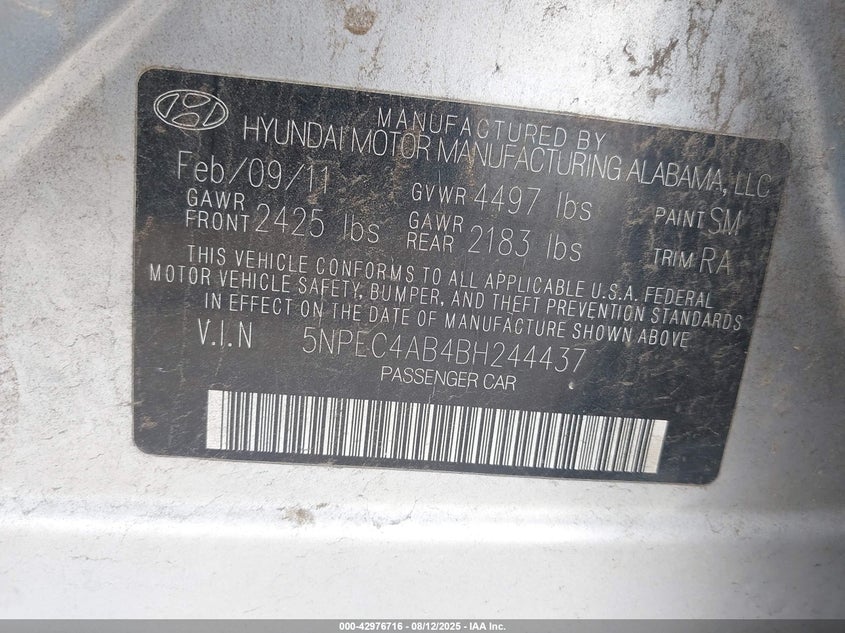 MANUFACTURED BY
HYUNDAI MOTOR MANUFACTURING ALABAMA, LLC
Feb/09/11 GVWR 4497 lbs PAINT SM
GAWR FRONT 2425 lbs GAWR REAR 2183 lbs TRIM RA
THIS VEHICLE CONFORMS TO ALL APPLICABLE U.S.A. FEDERAL
MOTOR VEHICLE SAFETY, BUMPER, AND THEFT PREVENTION STANDARDS
IN EFFECT ON THE DATE OF MANUFACTURE SHOWN ABOVE
V.I.N 5NPEC4AB4BH244437
PASSENGER CAR
000-42976716 - 08/12/2025 - IAA Inc.